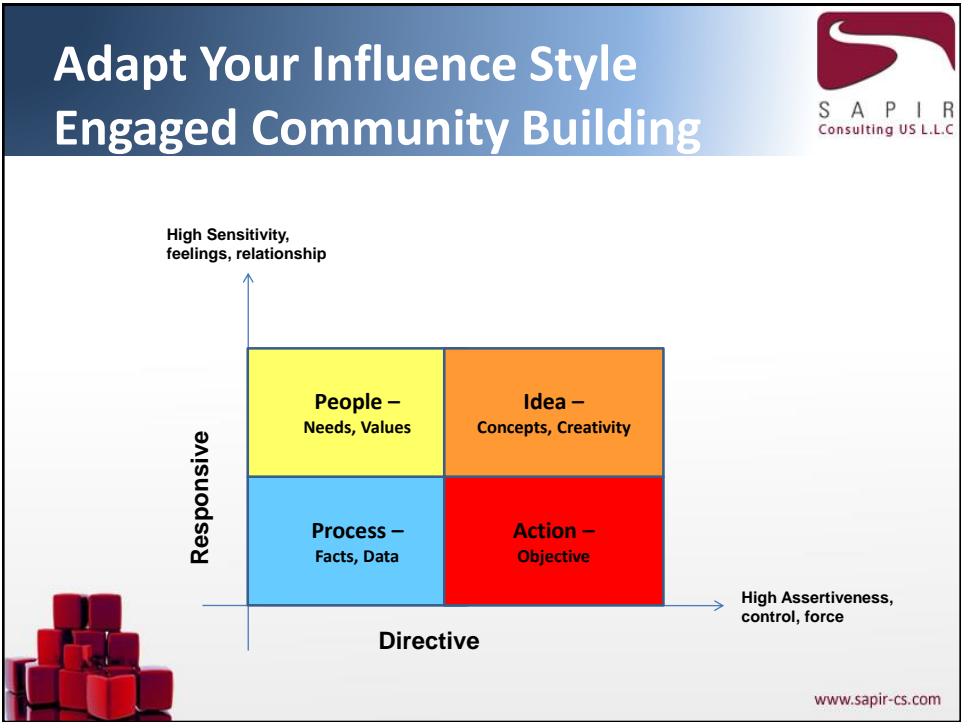 Adapt Your Influence Style
Engaged Community Building
S A P I R
Consulting US L.L.C
High Sensitivity,
feelings, relationship
People –
Needs, Values
Idea –
Concepts, Creativity
Responsive
Process –
Facts, Data
Action –
Objective
High Assertiveness,
control, force
Directive
www.sapir-cs.com